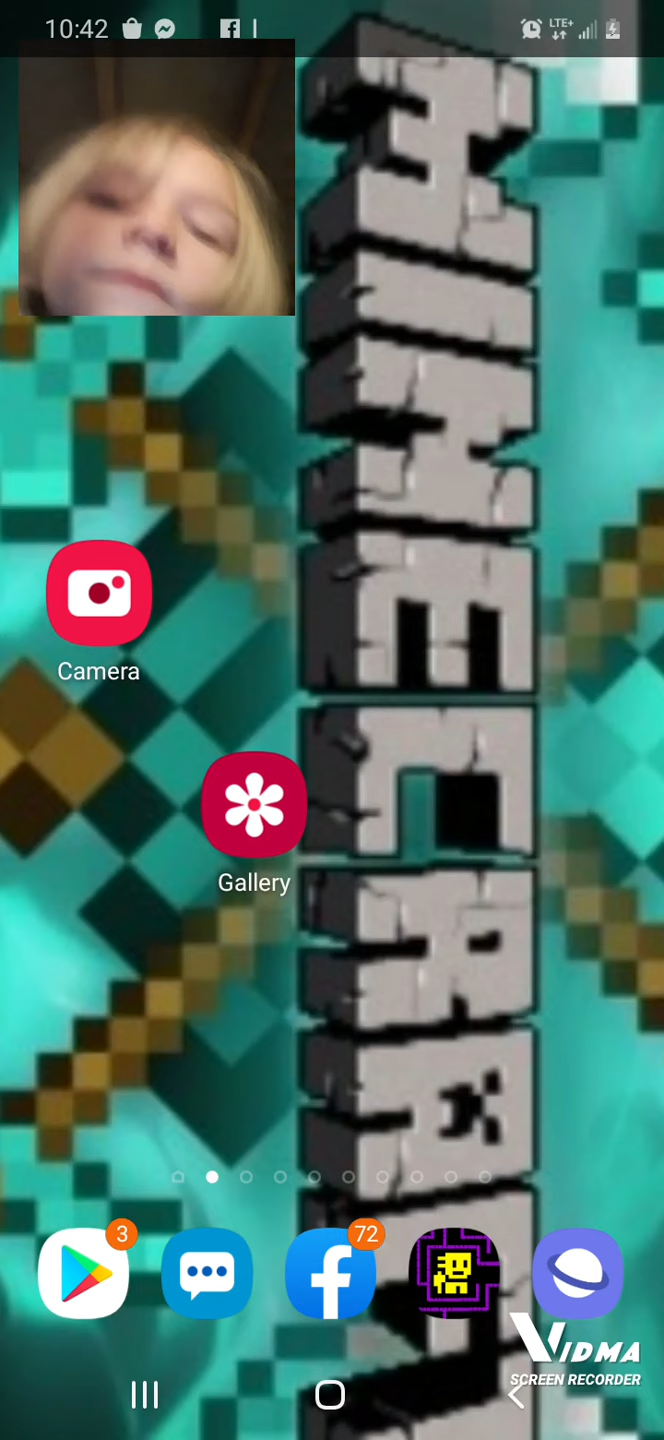 10:42
LTE+
MINECRAFT
Camera
Gallery
3
72
VIDMA
SCREEN RECORDER